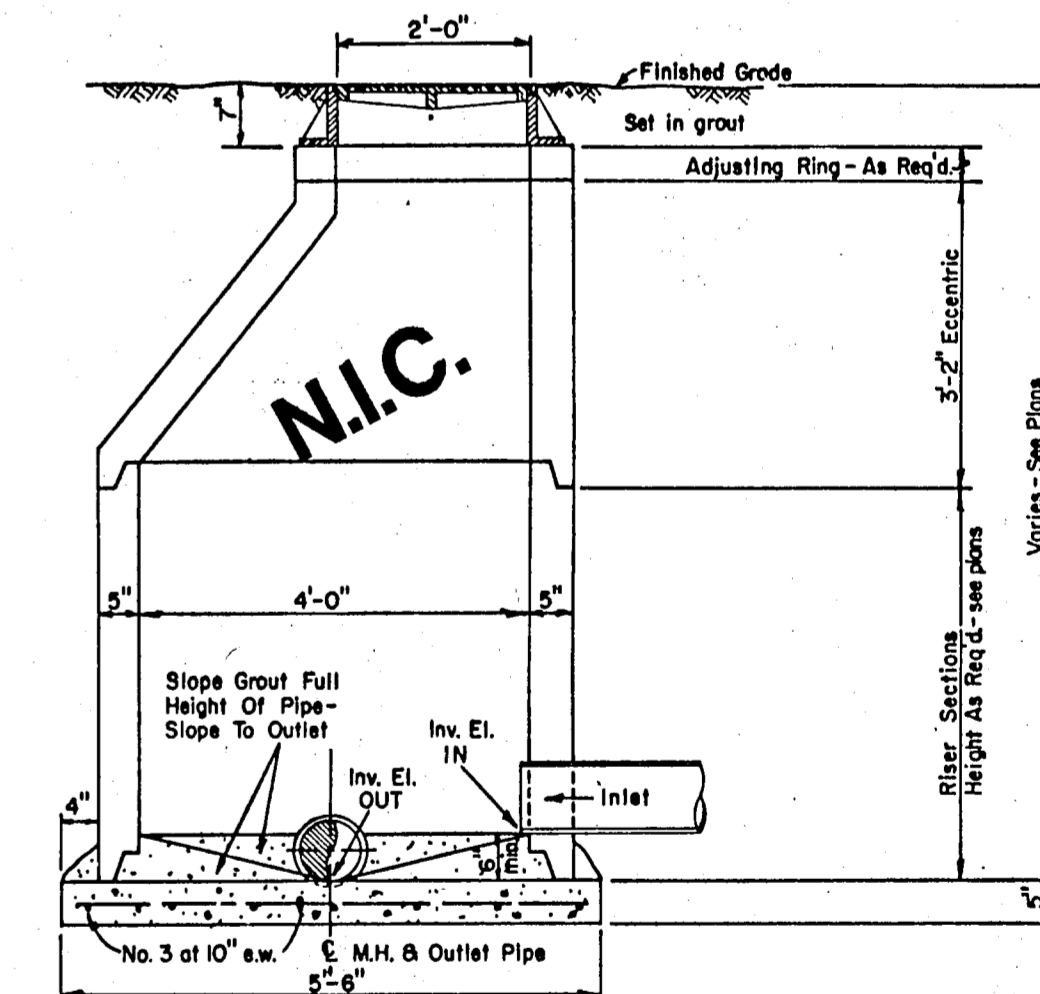 2'-0"
Finished Grade
7"
Set in grout
Adjusting Ring - As Req'd.
N.I.C.
3'-2" Eccentric
Varies - See Plans
5"
4'-0"
5"
Riser Sections
Height As Req'd. - see plans
Slope Grout Full
Height Of Pipe -
Slope To Outlet
Inv. El.
IN
Inv. El.
OUT
Inlet
4"
6"
min.
5"
No. 3 at 10" e.w.
℄ M.H. & Outlet Pipe
5'-6"